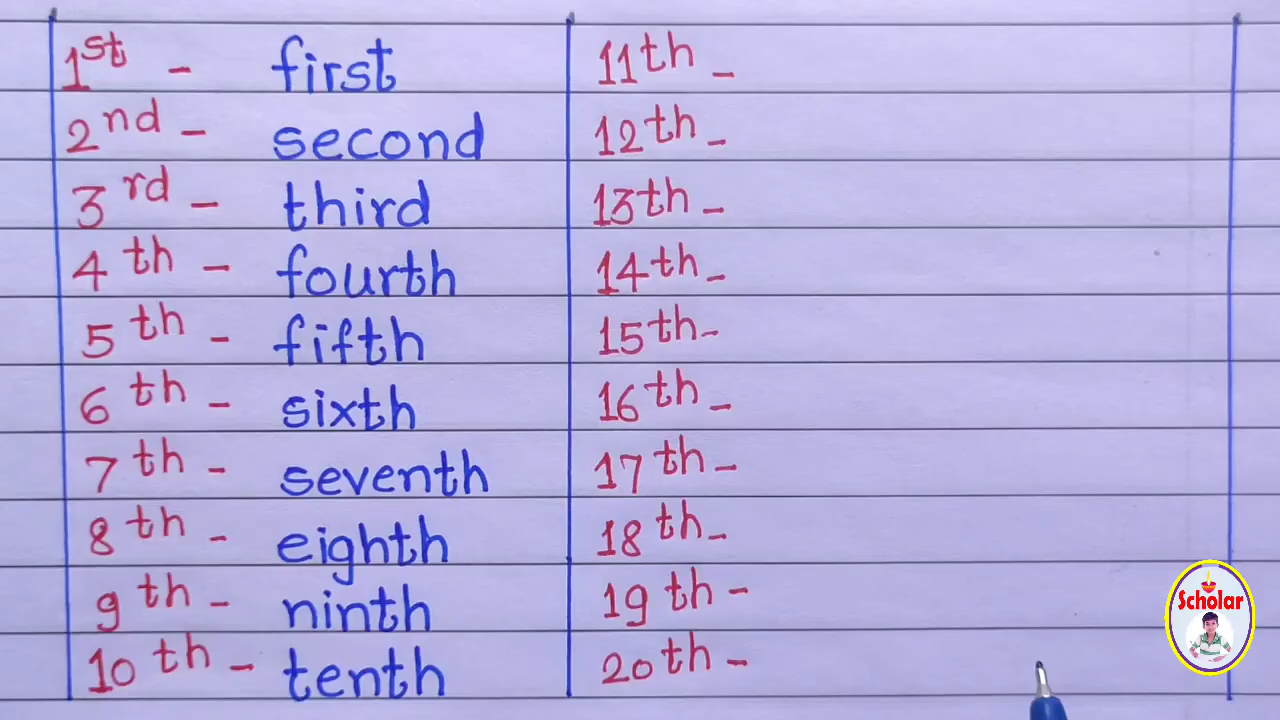 1st - first
2nd - second
3rd - third
4th - fourth
5th - fifth
6th - sixth
7th - seventh
8th - eighth
9th - ninth
10th - tenth
11th -
12th -
13th -
14th -
15th -
16th -
17th -
18th -
19th -
20th -
Scholar